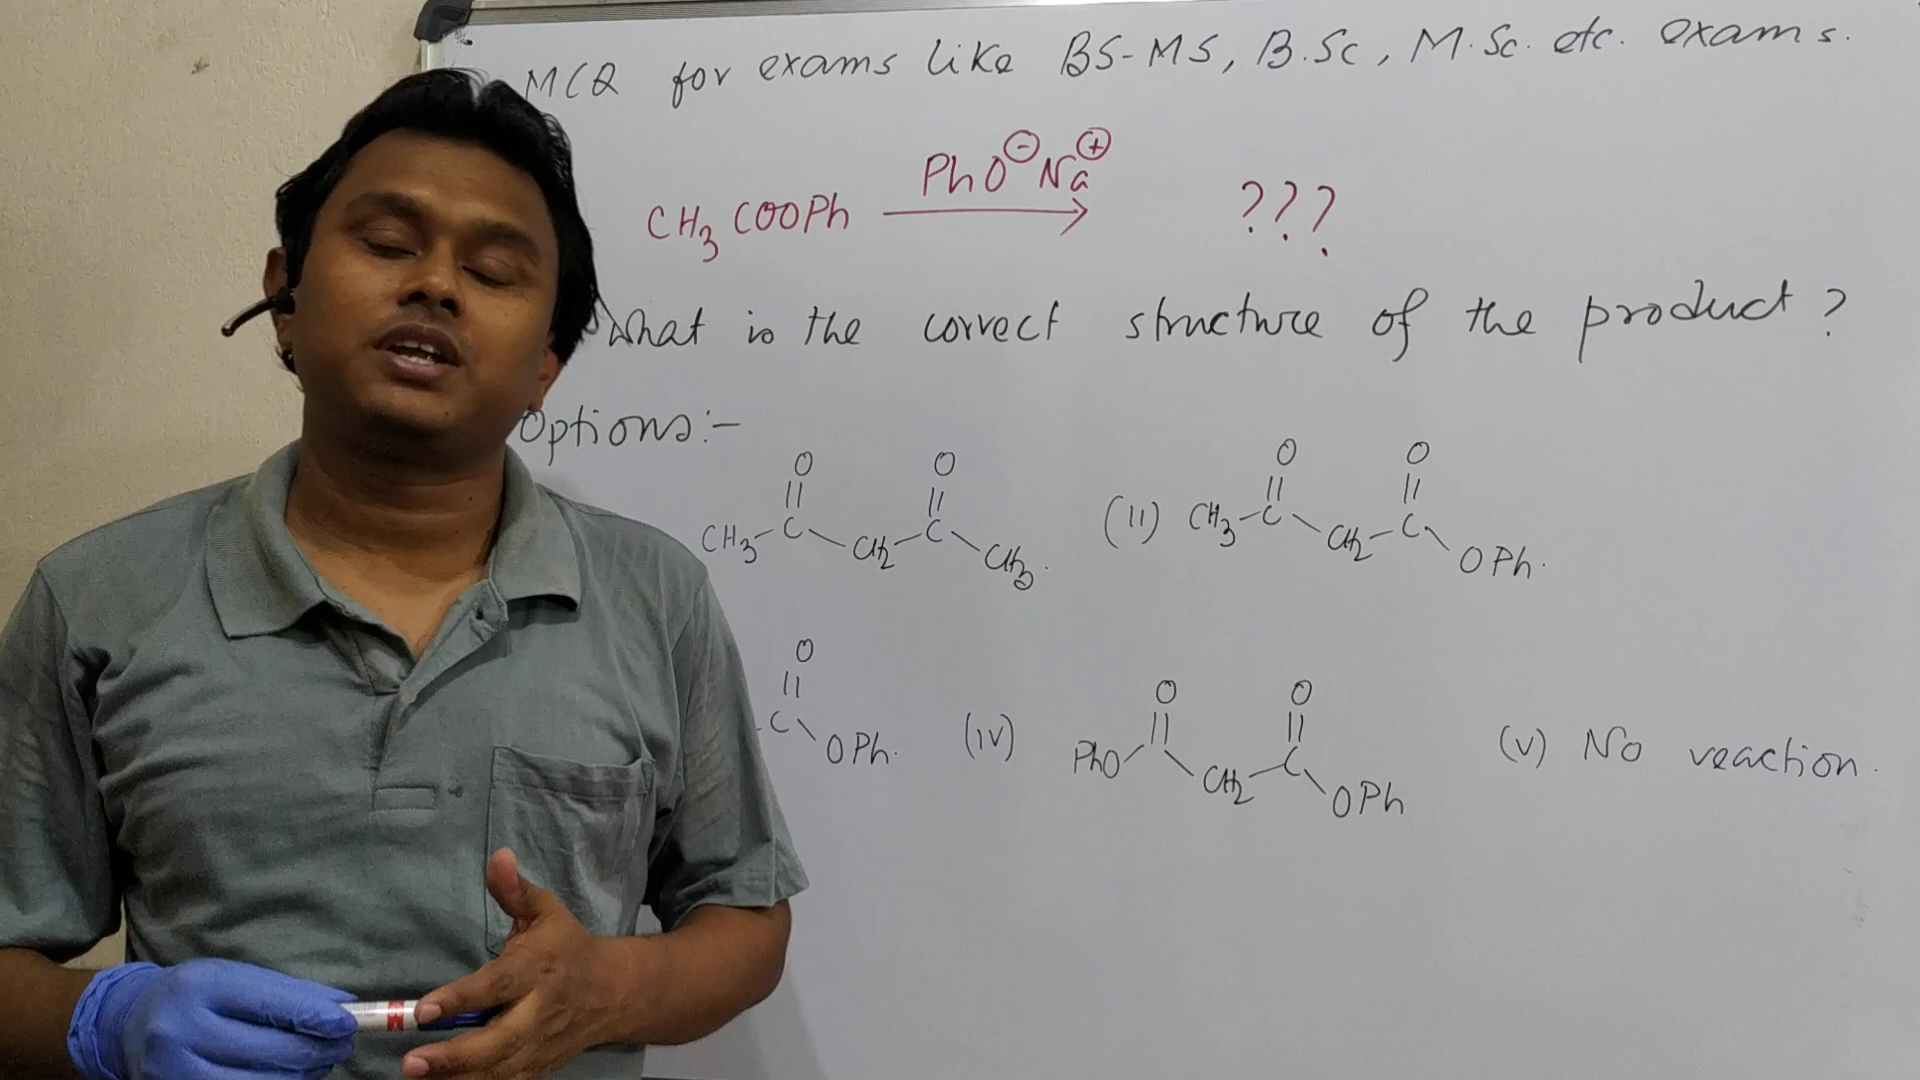 MCQ for exams like BS-MS, B.Sc, M.Sc. etc. exams.
CH3COOPh PhO⊖Na⊕ → ???
What is the correct structure of the product?
Options:-
O O
||  ||
CH3-C CH2-C CH3.
(ii) O O
||  ||
CH3-C CH2-C OPh.
O
||
-C OPh.
(iv) O O
||  ||
PhO CH2-C OPh
(v) No reaction.